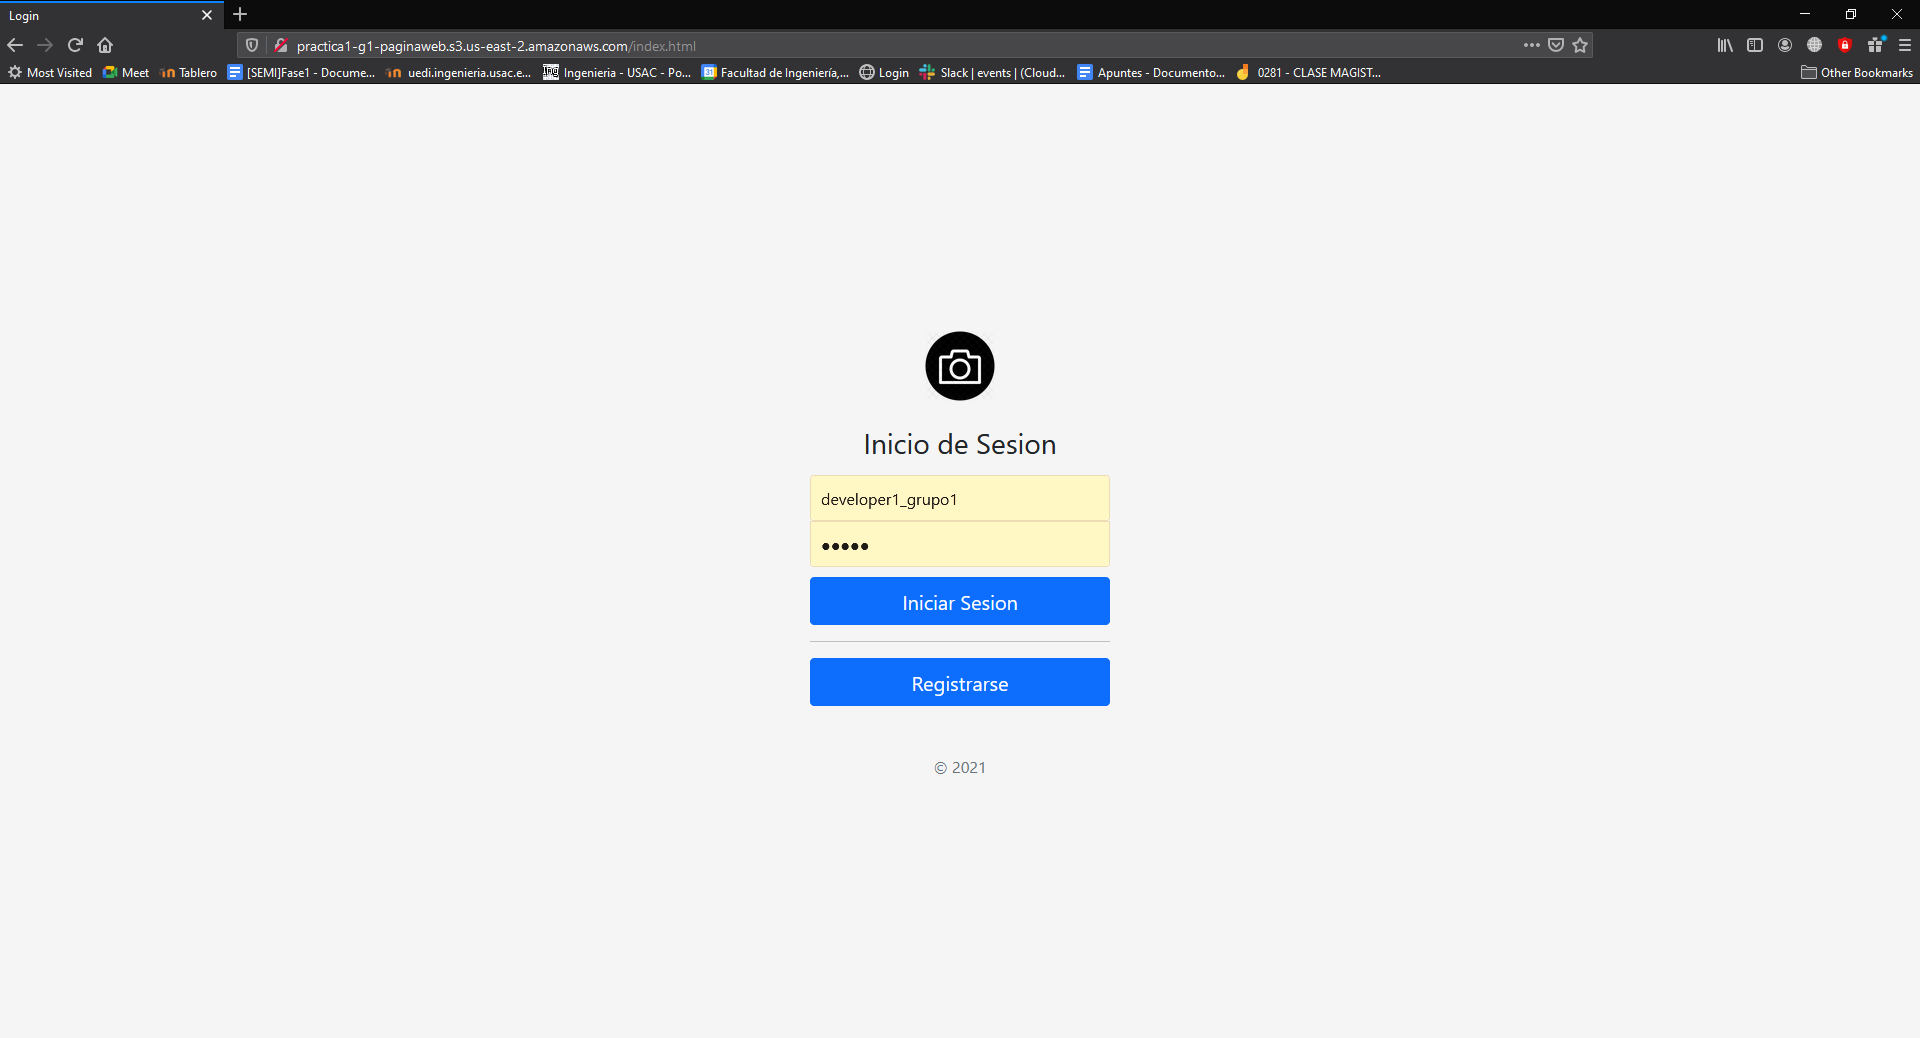 Login
practica1-g1-paginaweb.s3.us-east-2.amazonaws.com/index.html
Most Visited Meet Tablero [SEMI]Fase1 - Docume... uedi.ingenieria.usac.e... Ingenieria - USAC - Po... Facultad de Ingeniería,... Login Slack | events | (Cloud... Apuntes - Documento... 0281 - CLASE MAGIST... Other Bookmarks
Inicio de Sesion
developer1_grupo1
Iniciar Sesion
Registrarse
© 2021